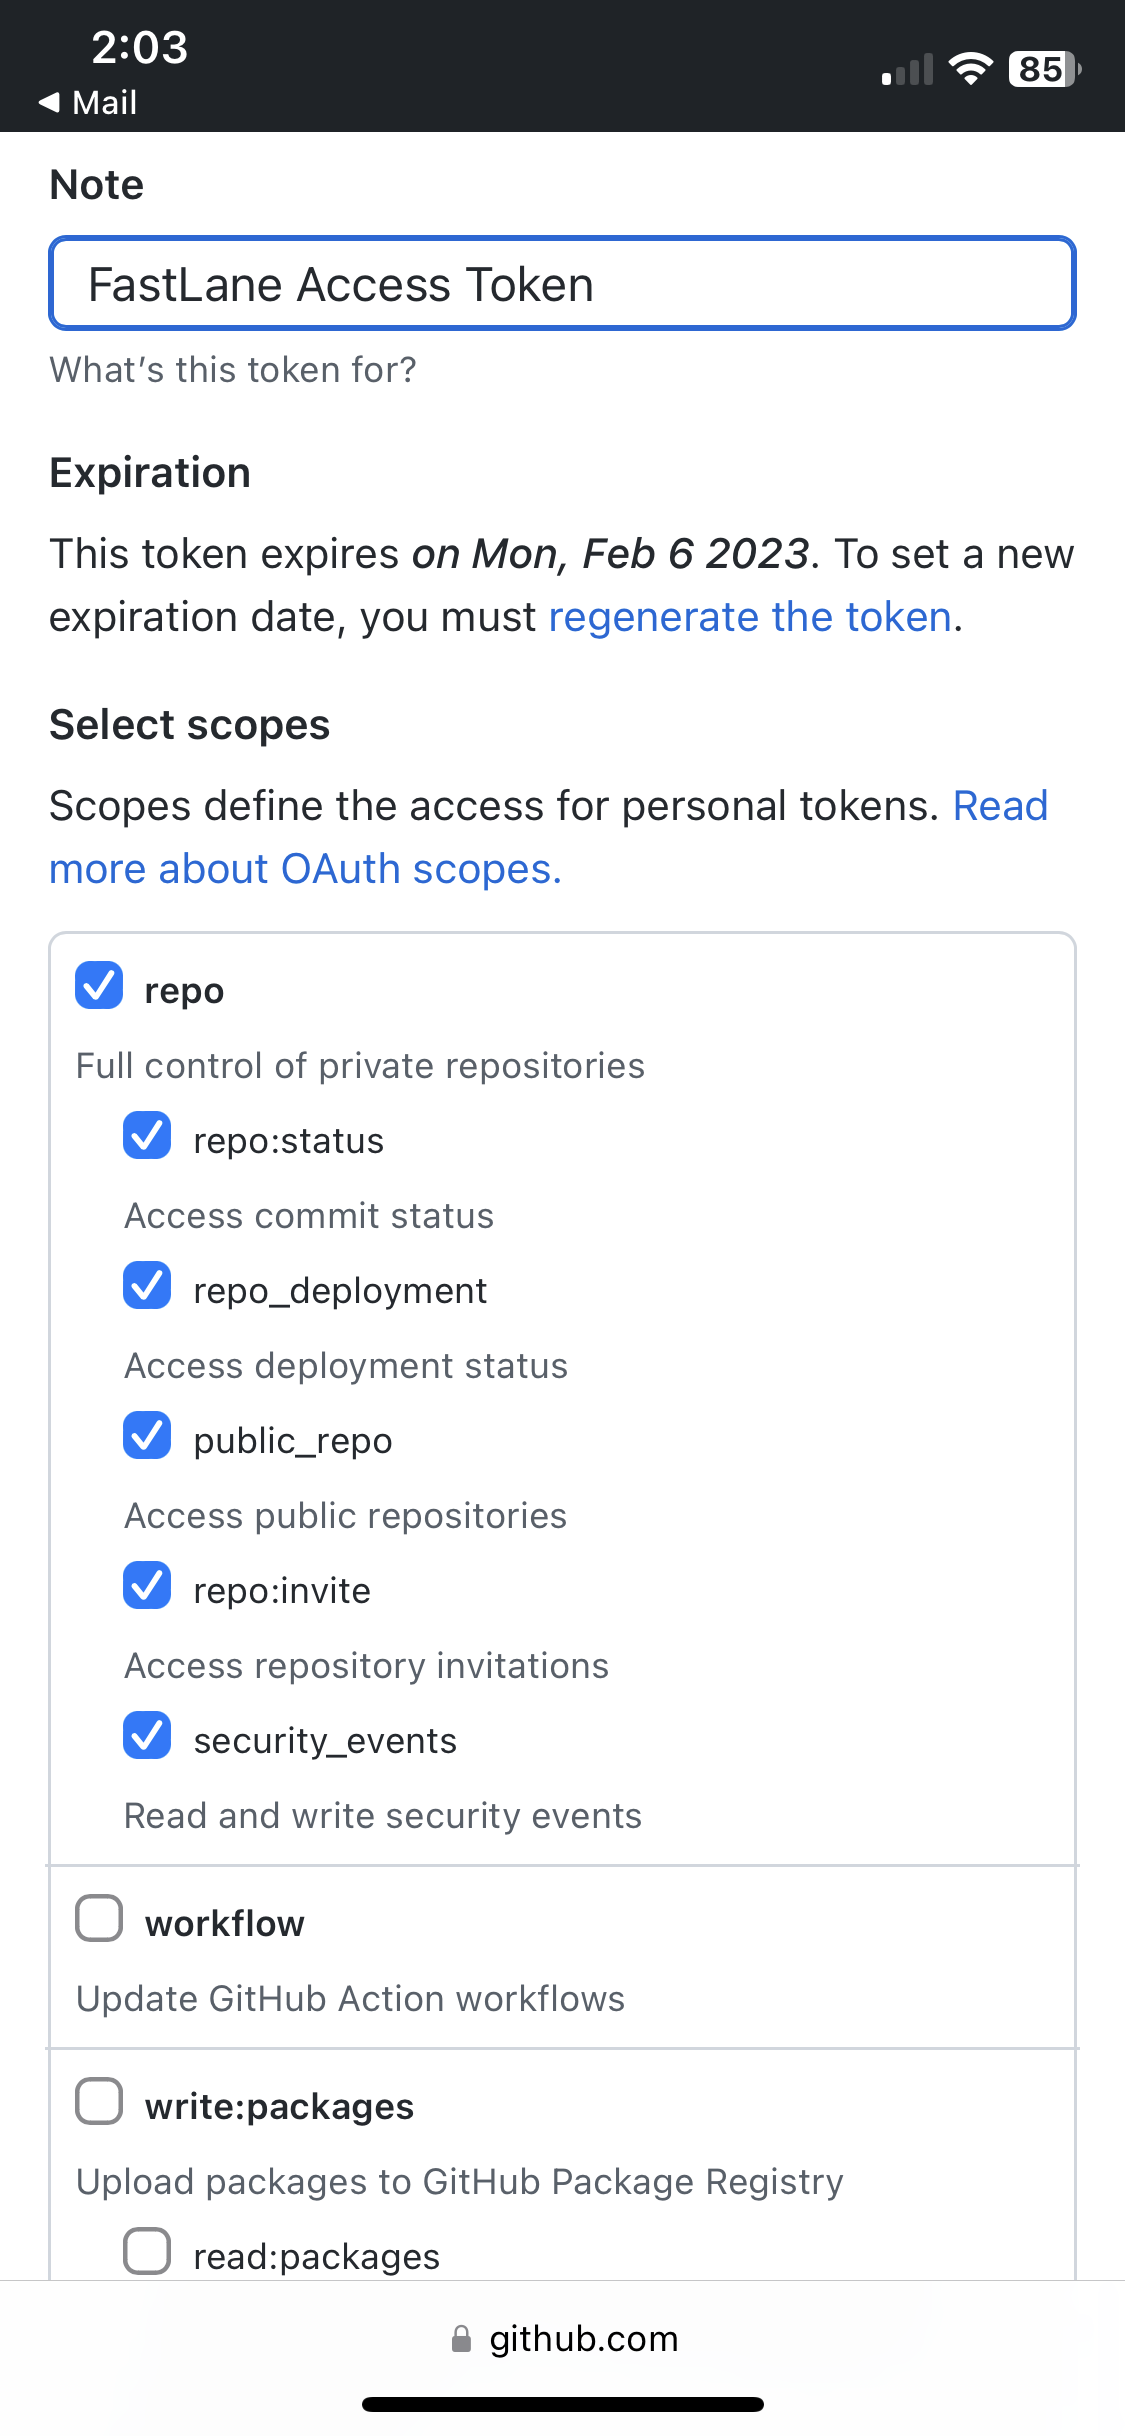 2:03
◀ Mail
85
Note
FastLane Access Token
What's this token for?
Expiration
This token expires on Mon, Feb 6 2023. To set a new
expiration date, you must regenerate the token.
Select scopes
Scopes define the access for personal tokens. Read
more about OAuth scopes.
repo
Full control of private repositories
repo:status
Access commit status
repo_deployment
Access deployment status
public_repo
Access public repositories
repo:invite
Access repository invitations
security_events
Read and write security events
workflow
Update GitHub Action workflows
write:packages
Upload packages to GitHub Package Registry
read:packages
github.com